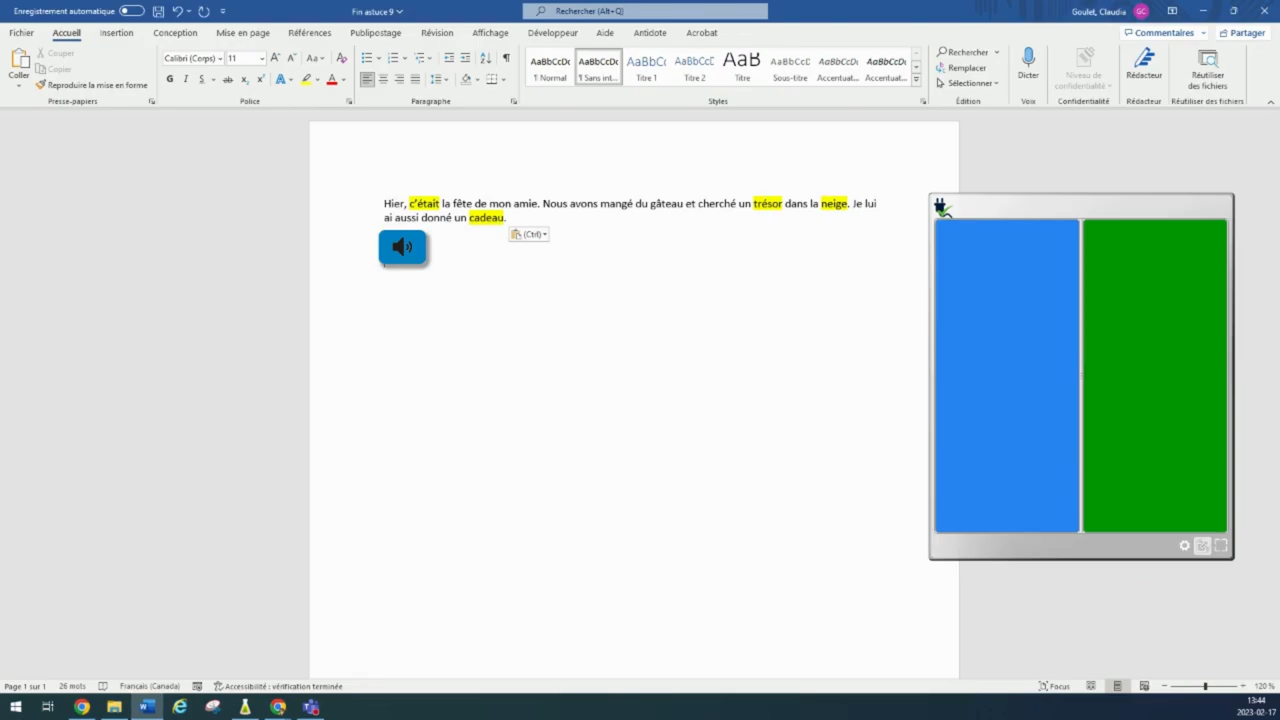 Enregistrement automatique
Fin astuce 9
Rechercher (Alt+Q)
Goulet, Claudia
GC
Fichier Accueil Insertion Conception Mise en page Références Publipostage Révision Affichage Développeur Aide Antidote Acrobat
Commentaires Partager
Coller
Couper
Copier
Reproduire la mise en forme
Presse-papiers
Calibri (Corps) 11
Police
Paragraphe
AaBbCcDc AaBbCcDc AaBbCc AaBbCcC AaB AaBbCcC AaBbCcDc AaBbCcDc
¶ Normal ¶ Sans int... Titre 1 Titre 2 Titre Sous-titre Accentuat... Accentuat...
Styles
Rechercher
Remplacer
Sélectionner
Édition
Dicter
Voix
Niveau de
confidentialité
Confidentialité
Rédacteur
Rédacteur
Réutiliser
des fichiers
Réutiliser des fichiers
Hier, c'était la fête de mon amie. Nous avons mangé du gâteau et cherché un trésor dans la neige. Je lui
ai aussi donné un cadeau.
(Ctrl)
Page 1 sur 1 26 mots Français (Canada) Accessibilité : vérification terminée
Focus
120 %
13:44
2023-02-17